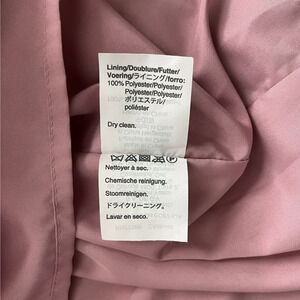 Lining/Doublure/Futter/
Voering/ライニング/forro:
100% Polyester/Polyester/
Polyester/Polyester/
ポリエステル/
poliéster
Dry clean.
Nettoyer à sec.
Chemische reinigung.
Stoomreinigen.
ドライクリーニング。
Lavar en seco.